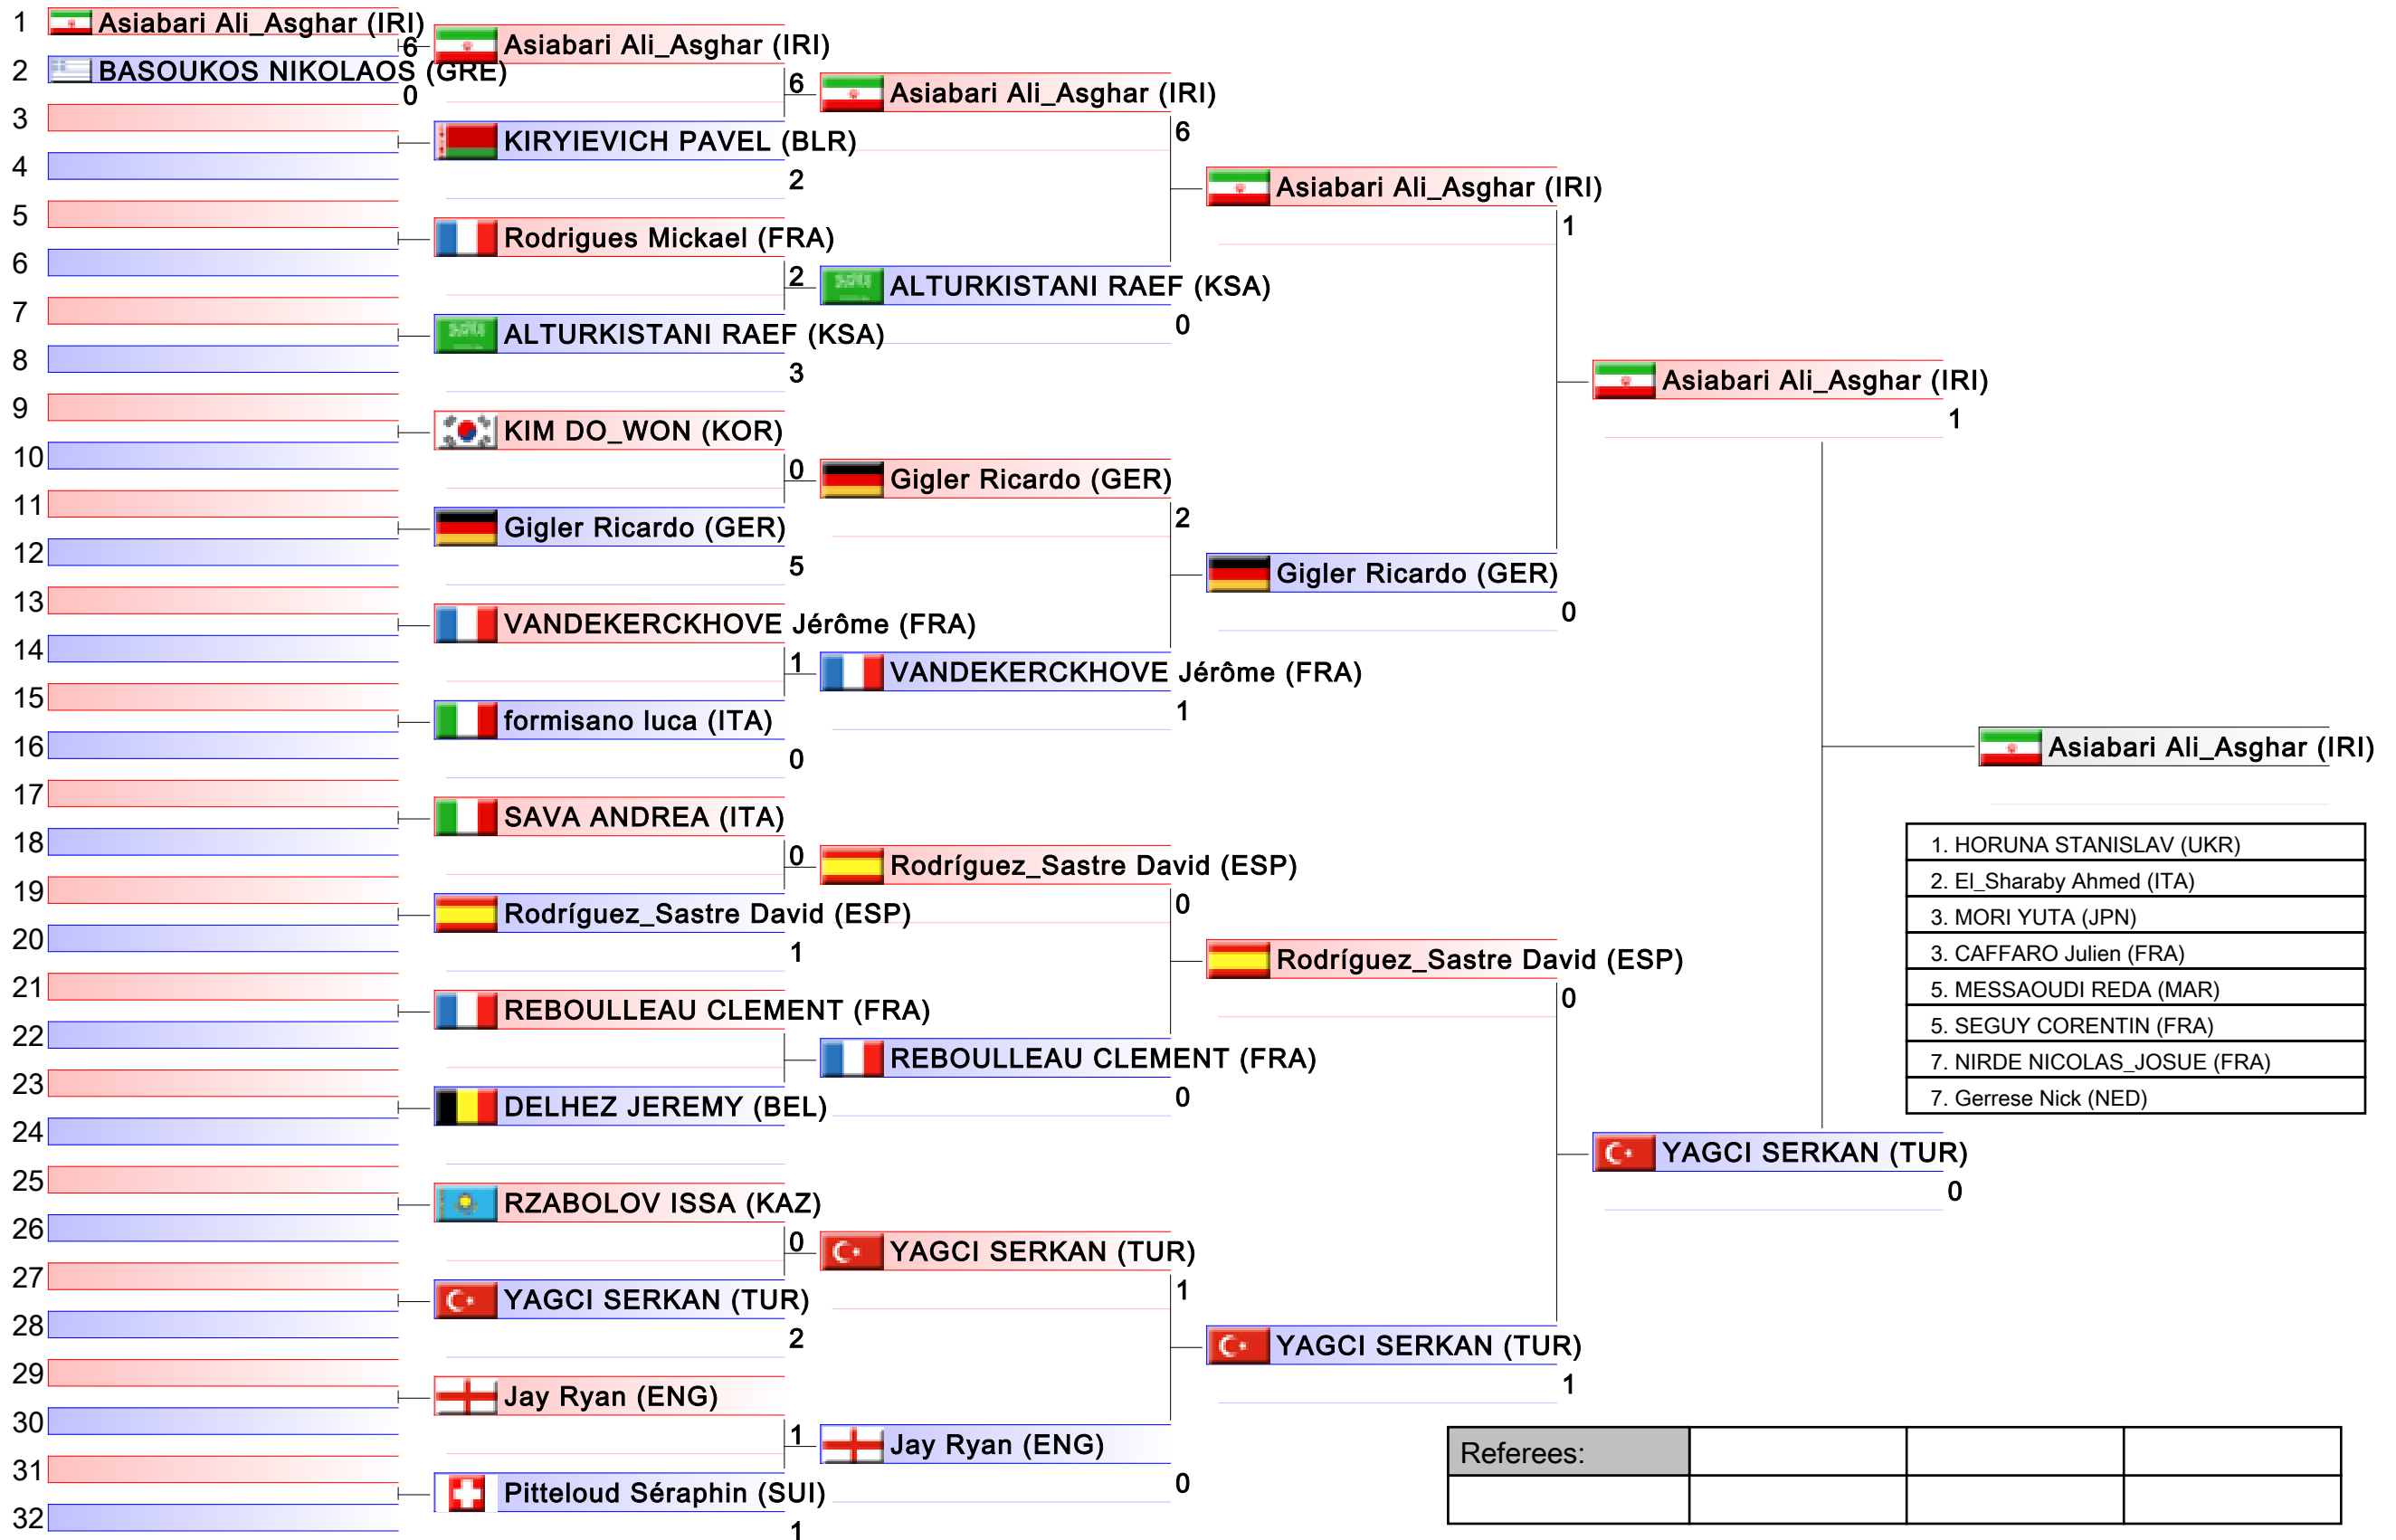 1 Asiabari Ali_Asghar (IRI)
6
2 BASOUKOS NIKOLAOS (GRE)
0
3
4
5
6
7
8
9
10
11
12
13
14
15
16
17
18
19
20
21
22
23
24
25
26
27
28
29
30
31
32
Asiabari Ali_Asghar (IRI)
6
KIRYIEVICH PAVEL (BLR)
2
Rodrigues Mickael (FRA)
2
ALTURKISTANI RAEF (KSA)
3
KIM DO_WON (KOR)
0
Gigler Ricardo (GER)
5
VANDEKERCKHOVE Jérôme (FRA)
1
formisano luca (ITA)
0
SAVA ANDREA (ITA)
0
Rodríguez_Sastre David (ESP)
1
REBOULLEAU CLEMENT (FRA)
DELHEZ JEREMY (BEL)
RZABOLOV ISSA (KAZ)
0
YAGCI SERKAN (TUR)
2
Jay Ryan (ENG)
1
Pitteloud Séraphin (SUI)
1
Asiabari Ali_Asghar (IRI)
6
ALTURKISTANI RAEF (KSA)
0
Gigler Ricardo (GER)
2
VANDEKERCKHOVE Jérôme (FRA)
1
Rodríguez_Sastre David (ESP)
0
REBOULLEAU CLEMENT (FRA)
0
YAGCI SERKAN (TUR)
1
Jay Ryan (ENG)
0
Asiabari Ali_Asghar (IRI)
1
Gigler Ricardo (GER)
0
Rodríguez_Sastre David (ESP)
0
YAGCI SERKAN (TUR)
1
Asiabari Ali_Asghar (IRI)
1
YAGCI SERKAN (TUR)
0
Asiabari Ali_Asghar (IRI)
1. HORUNA STANISLAV (UKR)
2. El_Sharaby Ahmed (ITA)
3. MORI YUTA (JPN)
3. CAFFARO Julien (FRA)
5. MESSAOUDI REDA (MAR)
5. SEGUY CORENTIN (FRA)
7. NIRDE NICOLAS_JOSUE (FRA)
7. Gerrese Nick (NED)
Referees: